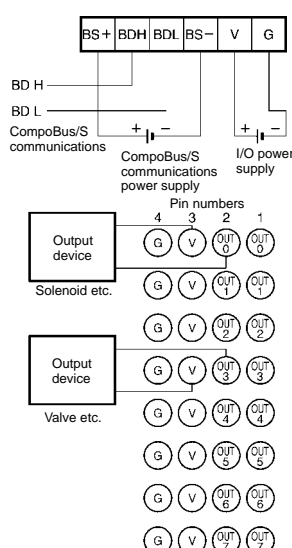 BS+ BDH BDL BS− V G
BD H
BD L
CompoBus/S
communications
+ −
CompoBus/S
communications
power supply
+ −
I/O power
supply
Pin numbers
4 3 2 1
Output
device
Solenoid etc.
G V OUT 0 OUT 0
G V OUT 1 OUT 1
G V OUT 2 OUT 2
Output
device
Valve etc.
G V OUT 3 OUT 3
G V OUT 4 OUT 4
G V OUT 5 OUT 5
G V OUT 6 OUT 6
G V OUT 7 OUT 7